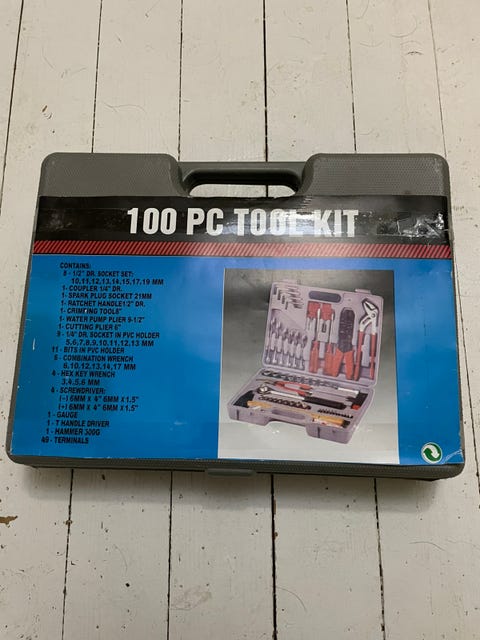 100 PC TOOL KIT
CONTAINS:
8 - 1/2" DR. SOCKET SET:
10,11,12,13,14,15,17,19 MM
1- COUPLER 1/4" DR.
1- SPARK PLUG SOCKET 21MM
1- RATCHET HANDLE1/2" DR.
1- CRIMPING TOOL8"
1- WATER PUMP PLIER 9-1/2"
1- CUTTING PLIER 6"
9 - 1/4" DR. SOCKET IN PVC HOLDER
5,6,7,8,9,10,11,12,13 MM
11 - BITS IN PVC HOLDER
6 - COMBINATION WRENCH
8,10,12,13,14,17 MM
4 - HEX KEY WRENCH
3,4,5,6 MM
4 - SCREWDRIVER:
(−) 6MM X 4" 6MM X 1.5"
(+) 6MM X 4" 6MM X 1.5"
1 - GAUGE
1 - T HANDLE DRIVER
1 - HAMMER 300G
49 - TERMINALS